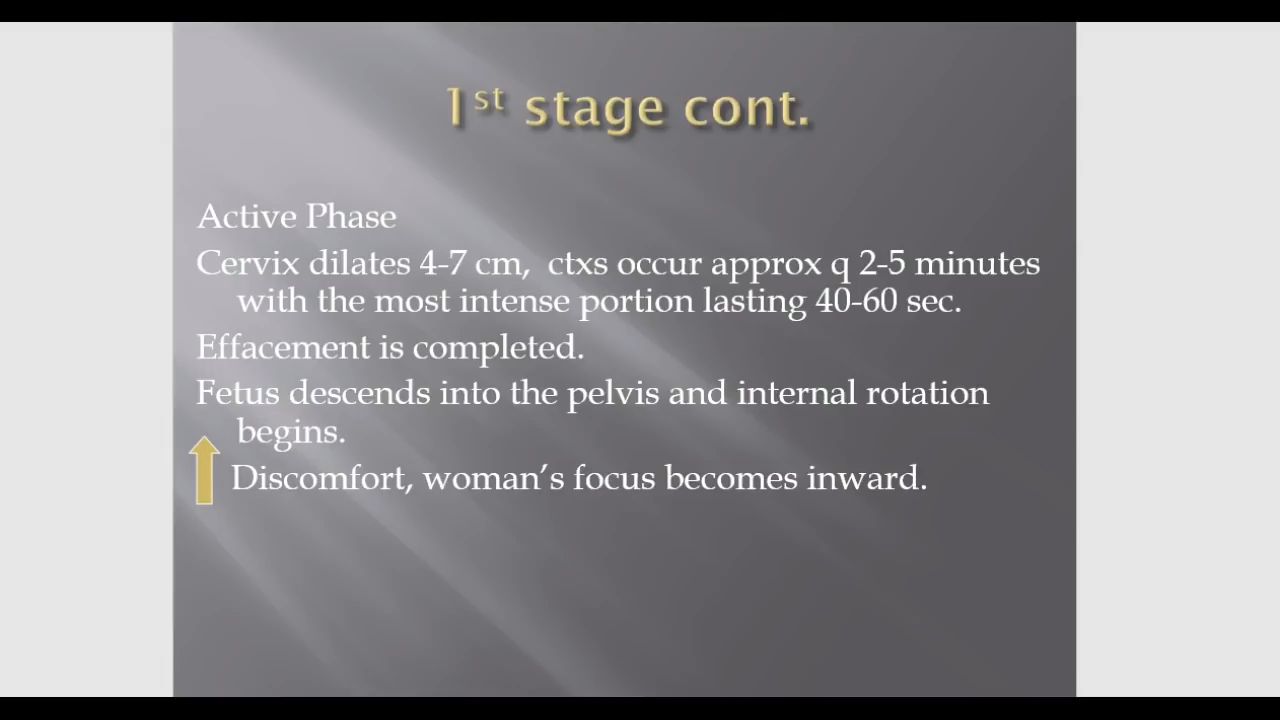 1st stage cont.
Active Phase
Cervix dilates 4-7 cm,  ctxs occur approx q 2-5 minutes
with the most intense portion lasting 40-60 sec.
Effacement is completed.
Fetus descends into the pelvis and internal rotation
begins.
Discomfort, woman’s focus becomes inward.